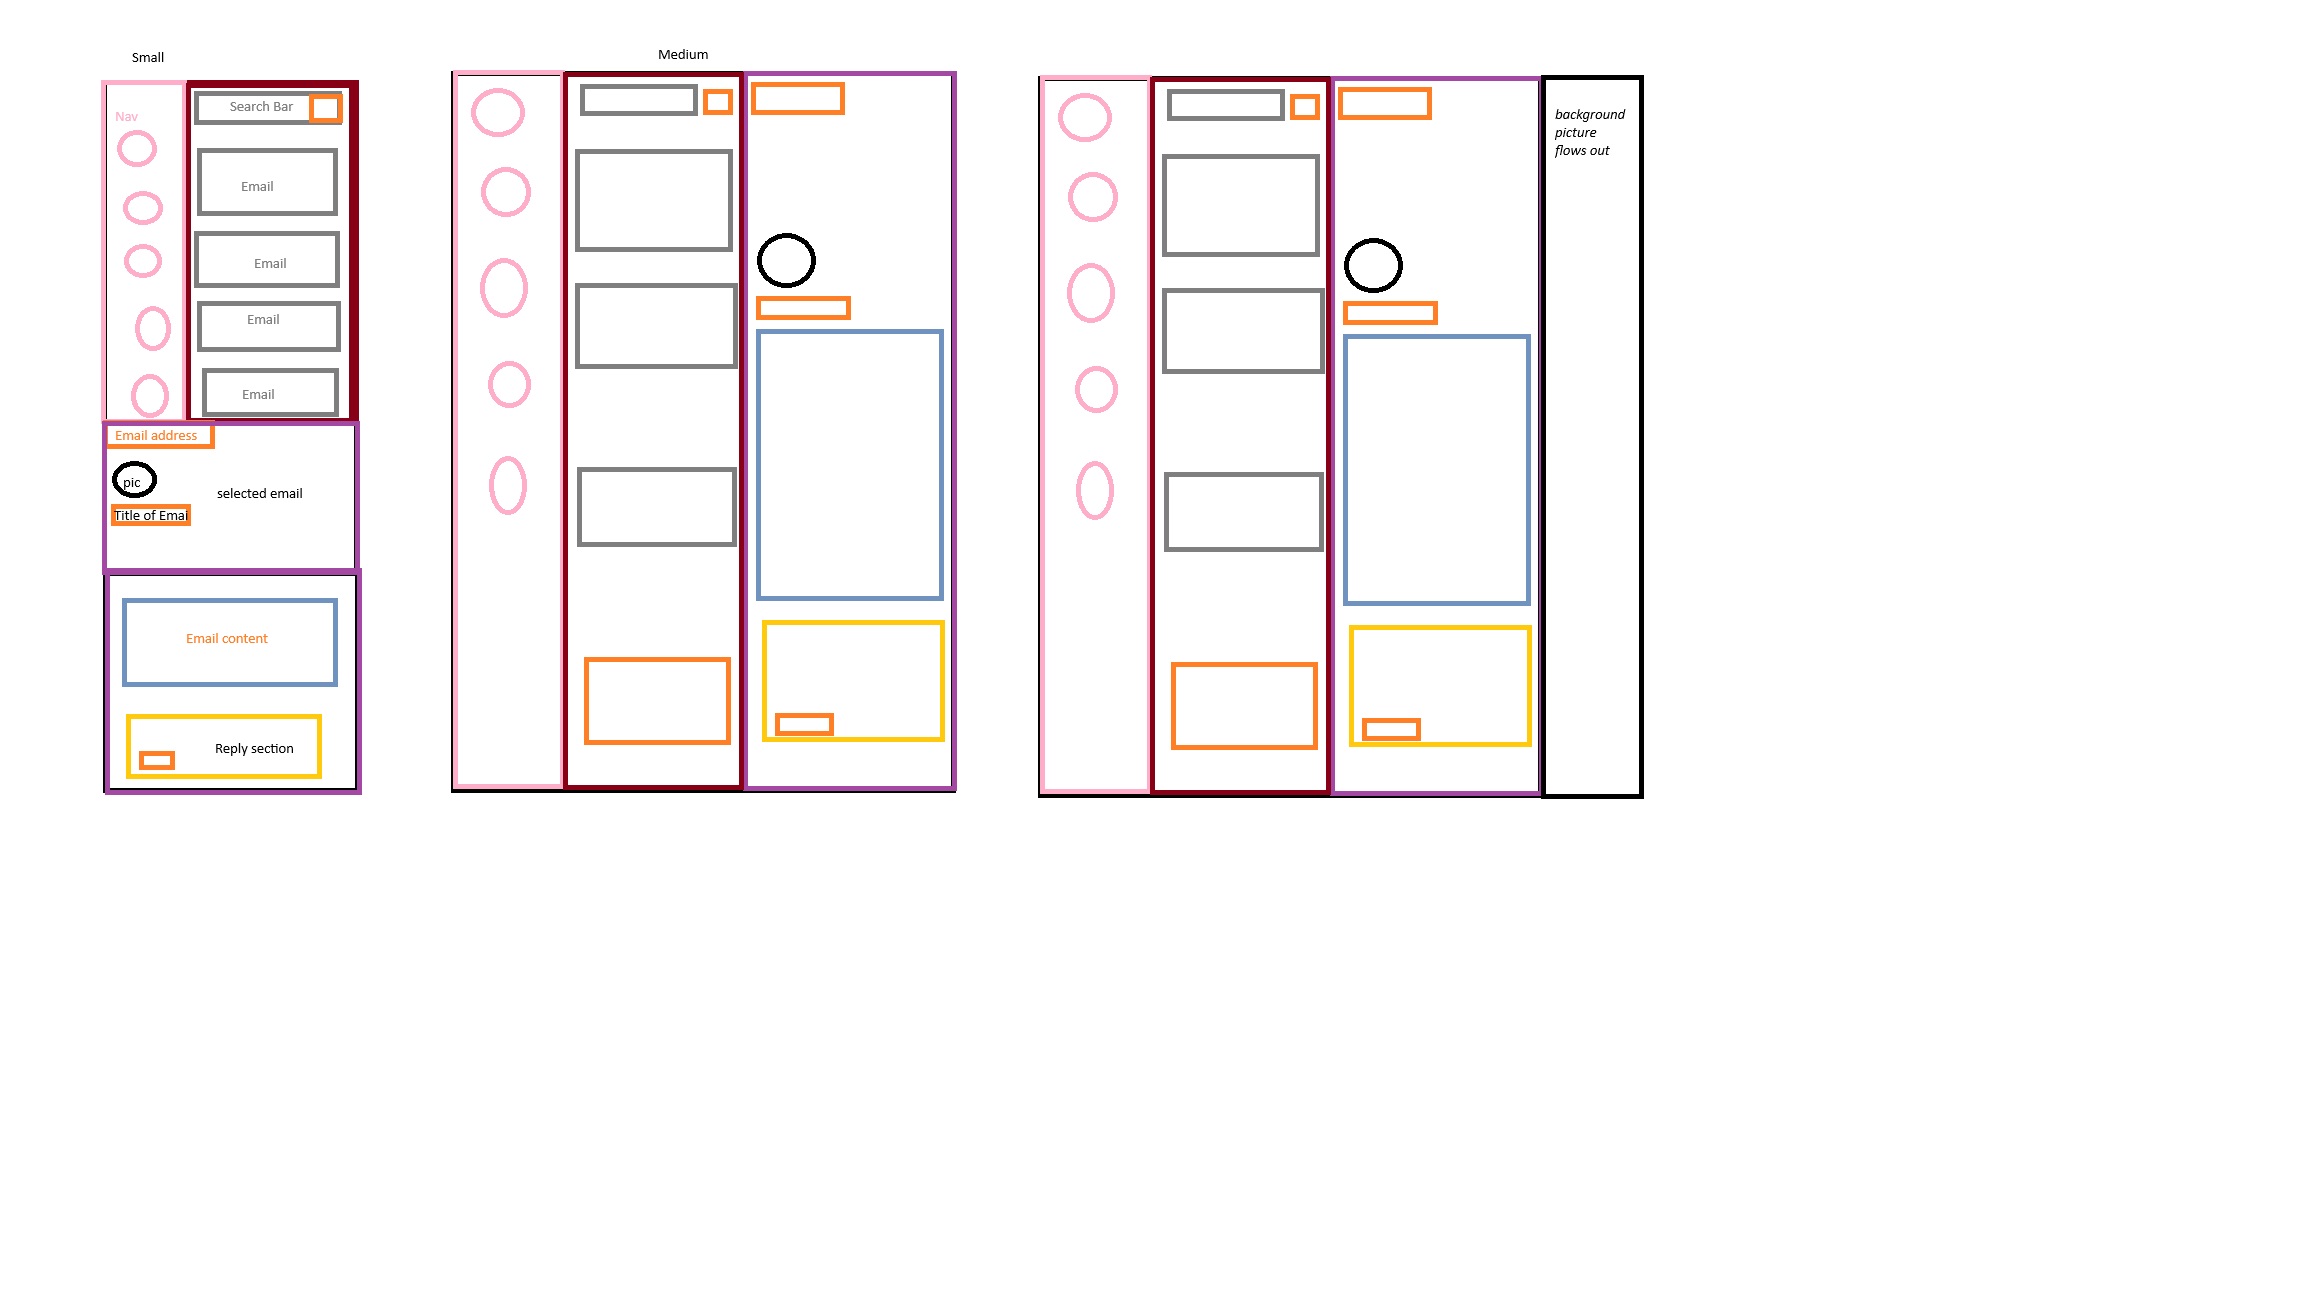 Small
Medium
Nav
Search Bar
Email
Email
Email
Email
Email address
pic
selected email
Title of Emai
Email content
Reply section
background
picture
flows out